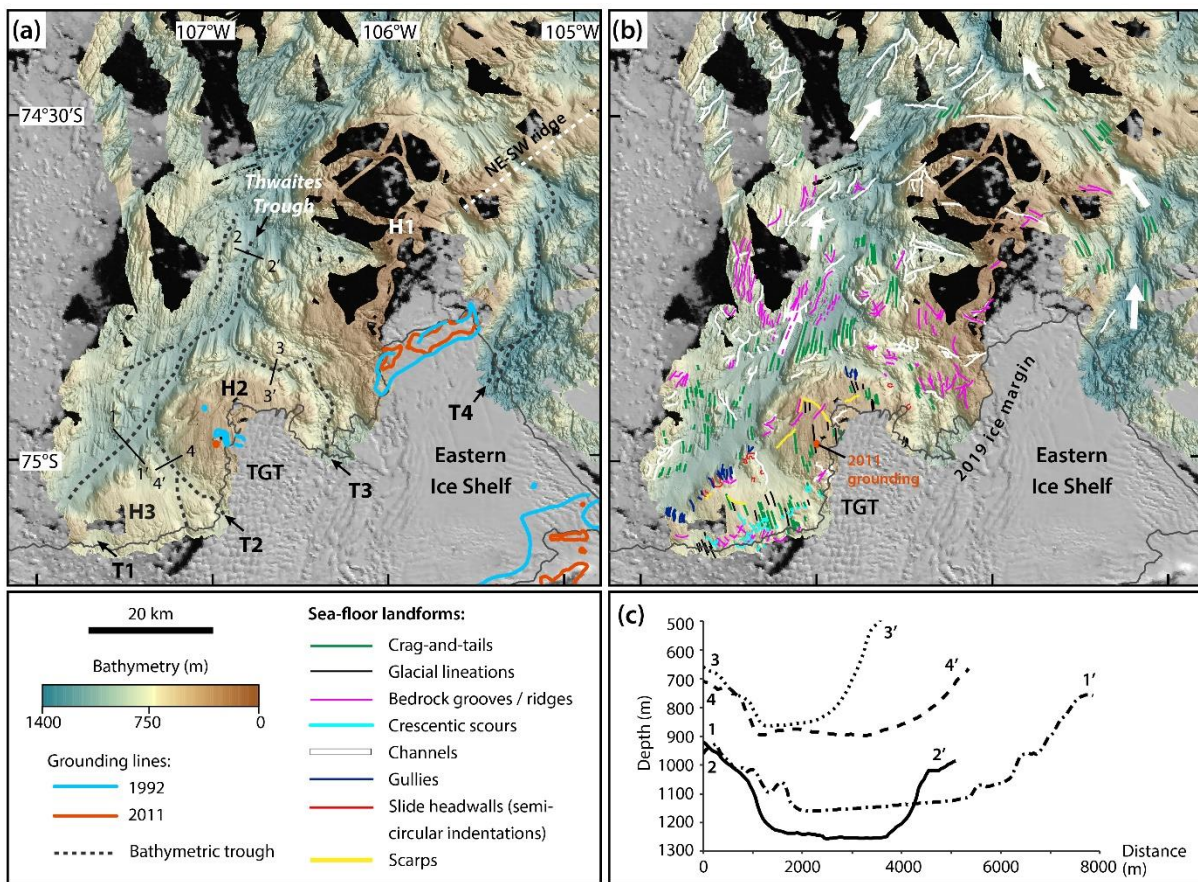 (a)
107°W
106°W
105°W
74°30'S
75°S
NE-SW ridge
Thwaites
Trough
H1
2
2'
3
3'
H2
1
1'
4
4'
H3
TGT
T1
T2
T3
T4
Eastern
Ice Shelf
(b)
2019 ice margin
2011
grounding
TGT
Eastern
Ice Shelf
20 km
Bathymetry (m)
1400
750
0
Grounding lines:
1992
2011
Bathymetric trough
Sea-floor landforms:
Crag-and-tails
Glacial lineations
Bedrock grooves / ridges
Crescentic scours
Channels
Gullies
Slide headwalls (semi-
circular indentations)
Scarps
(c)
500
600
700
800
900
1000
1100
1200
1300
Depth (m)
3
4
1
2
3'
4'
1'
2'
0
2000
4000
6000
8000
Distance
(m)